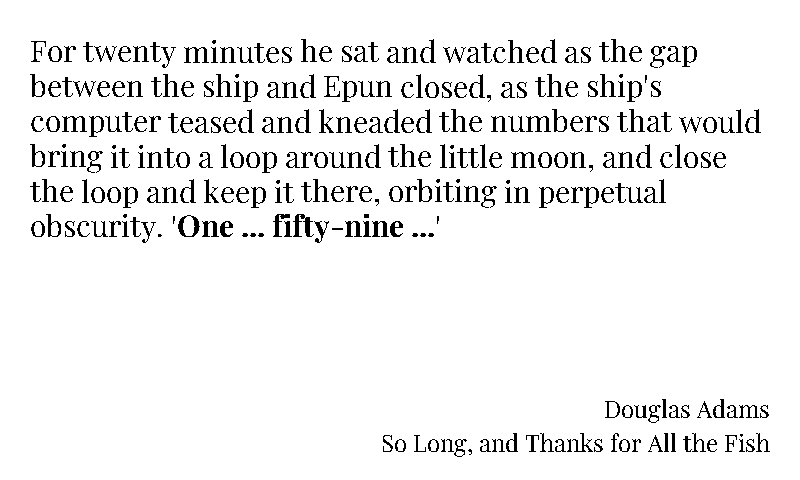 For twenty minutes he sat and watched as the gap
between the ship and Epun closed, as the ship's
computer teased and kneaded the numbers that would
bring it into a loop around the little moon, and close
the loop and keep it there, orbiting in perpetual
obscurity. 'One ... fifty-nine ...'
Douglas Adams
So Long, and Thanks for All the Fish